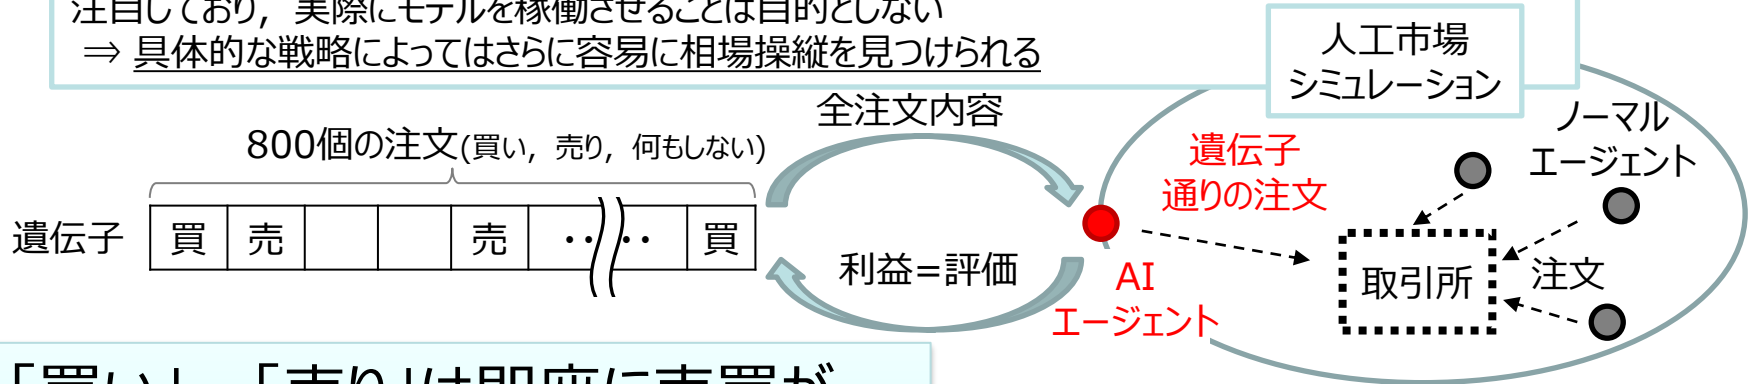 注目しており，実際にモデルを稼働させることは目的としない
⇒ 具体的な戦略によってはさらに容易に相場操縦を見つけられる
人工市場
シミュレーション
全注文内容
800個の注文(買い，売り，何もしない)
遺伝子
買 売 売 ‥ ‥ 買
利益=評価
遺伝子
通りの注文
AI
エージェント
ノーマル
エージェント
取引所
注文
「買い」，「売り」は即座に売買が